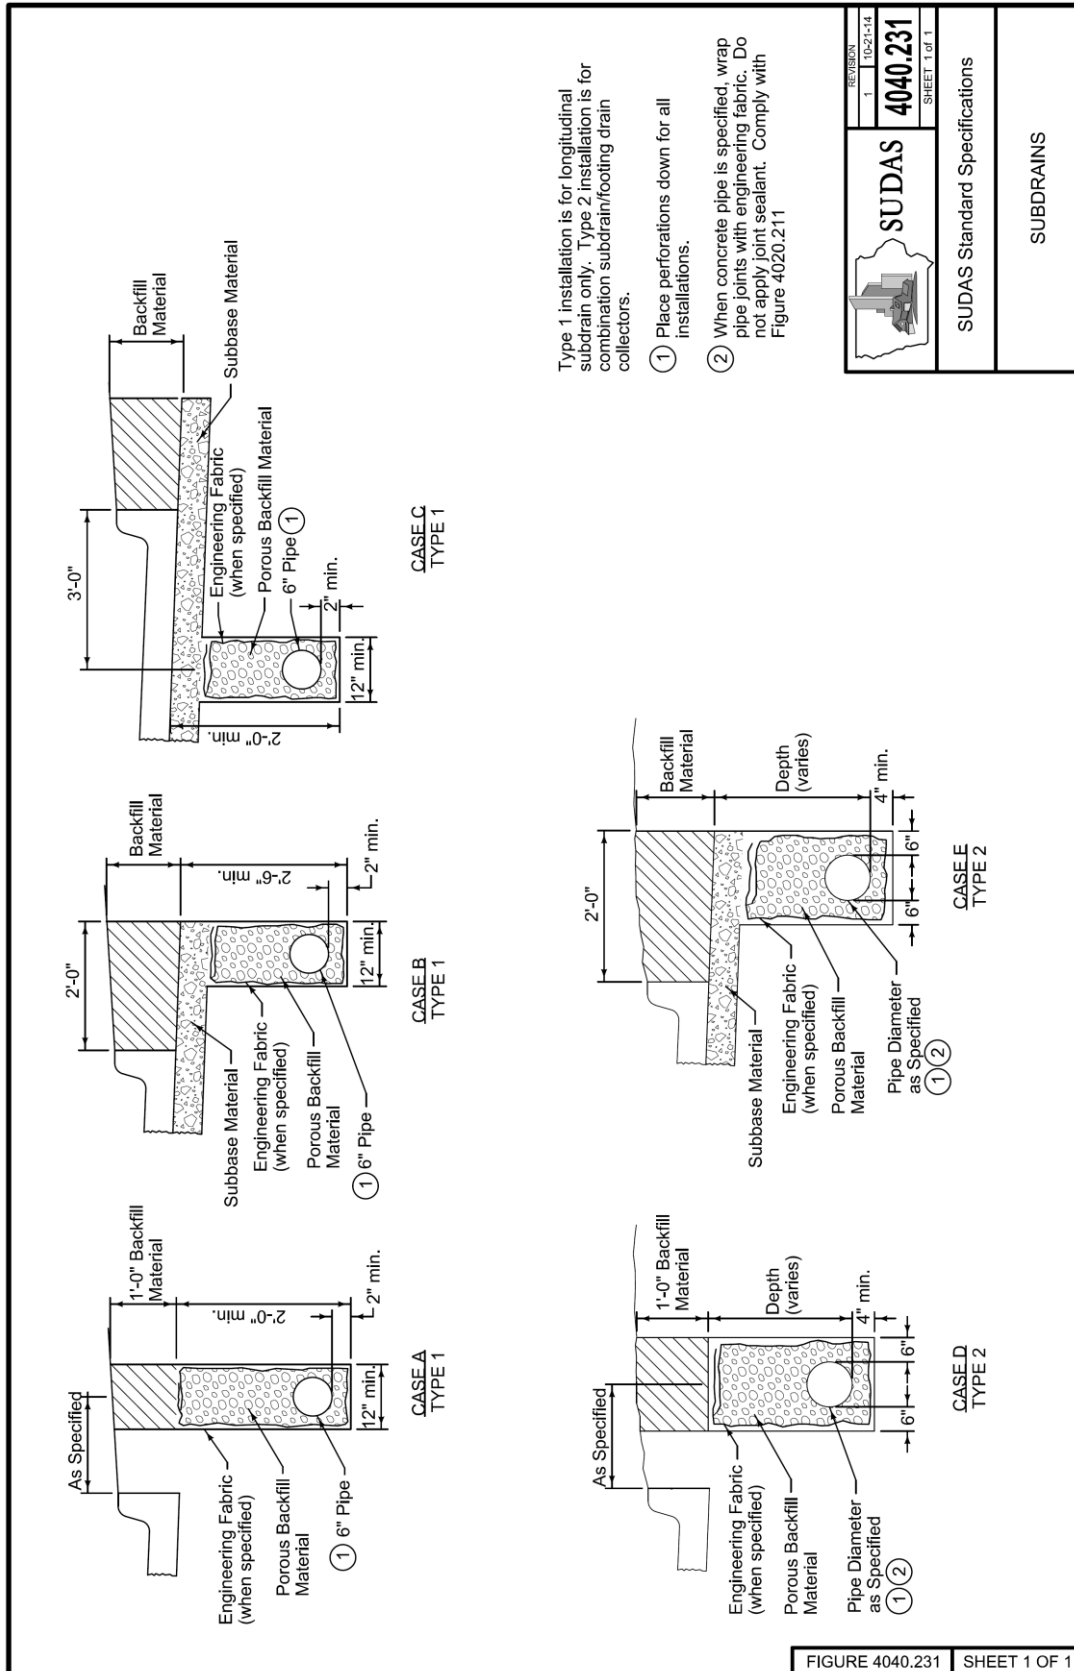 As Specified
1'-0" Backfill
Material
2'-0" min.
2" min.
12" min.
Engineering Fabric
(when specified)
Porous Backfill
Material
① 6" Pipe
CASE A
TYPE 1
2'-0"
Backfill
Material
2'-6" min.
2" min.
12" min.
Subbase Material
Engineering Fabric
(when specified)
Porous Backfill
Material
① 6" Pipe
CASE B
TYPE 1
3'-0"
Backfill
Material
Subbase Material
Engineering Fabric
(when specified)
Porous Backfill Material
6" Pipe ①
2" min.
12" min.
2'-0" min.
CASE C
TYPE 1
As Specified
1'-0" Backfill
Material
Depth
(varies)
4" min.
6"
6"
Engineering Fabric
(when specified)
Porous Backfill
Material
Pipe Diameter
as Specified
① ②
CASE D
TYPE 2
2'-0"
Backfill
Material
Depth
(varies)
4" min.
6"
6"
Subbase Material
Engineering Fabric
(when specified)
Porous Backfill
Material
Pipe Diameter
as Specified
① ②
CASE E
TYPE 2
Type 1 installation is for longitudinal
subdrain only. Type 2 installation is for
combination subdrain/footing drain
collectors.
① Place perforations down for all
installations.
② When concrete pipe is specified, wrap
pipe joints with engineering fabric. Do
not apply joint sealant. Comply with
Figure 4020.211
SUDAS
REVISION
1 10-21-14
4040.231
SHEET 1 of 1
SUDAS Standard Specifications
SUBDRAINS
FIGURE 4040.231 SHEET 1 OF 1